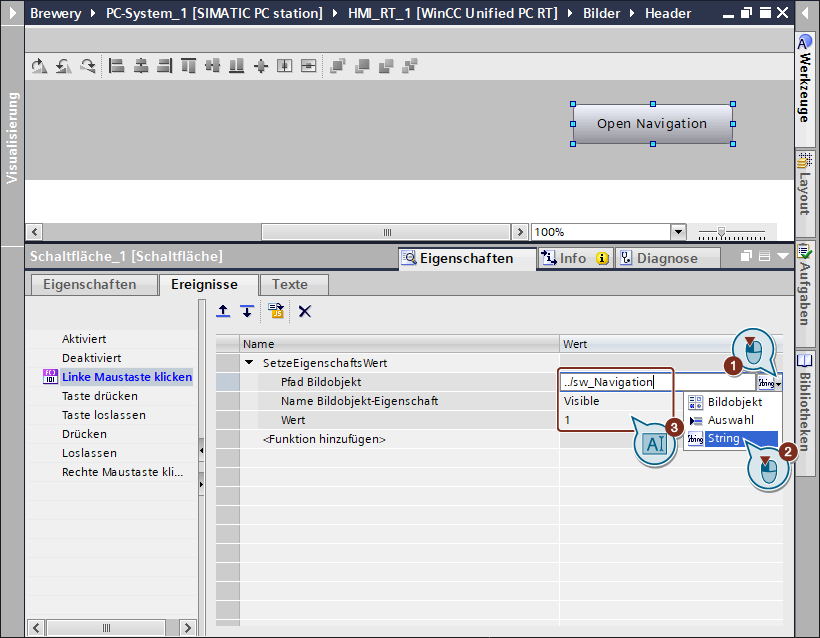 Brewery ▸ PC-System_1 [SIMATIC PC station] ▸ HMI_RT_1 [WinCC Unified PC RT] ▸ Bilder ▸ Header
Visualisierung
Open Navigation
100%
Werkzeuge
Layout
Aufgaben
Bibliotheken
Schaltfläche_1 [Schaltfläche]
Eigenschaften
Info
Diagnose
Eigenschaften
Ereignisse
Texte
Aktiviert
Deaktiviert
Linke Maustaste klicken
Taste drücken
Taste loslassen
Drücken
Loslassen
Rechte Maustaste kli...
Name
Wert
SetzeEigenschaftsWert
Pfad Bildobjekt
../sw_Navigation
String
Name Bildobjekt-Eigenschaft
Visible
Wert
1
<Funktion hinzufügen>
Bildobjekt
Auswahl
String
String
1
2
3
AI